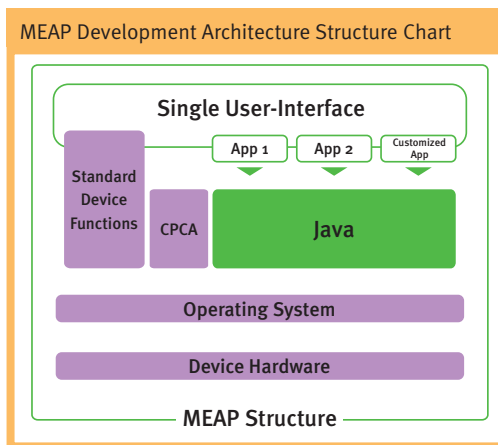 MEAP Development Architecture Structure Chart
Single User-Interface
App 1
App 2
Customized
App
Standard
Device
Functions
CPCA
Java
Operating System
Device Hardware
MEAP Structure